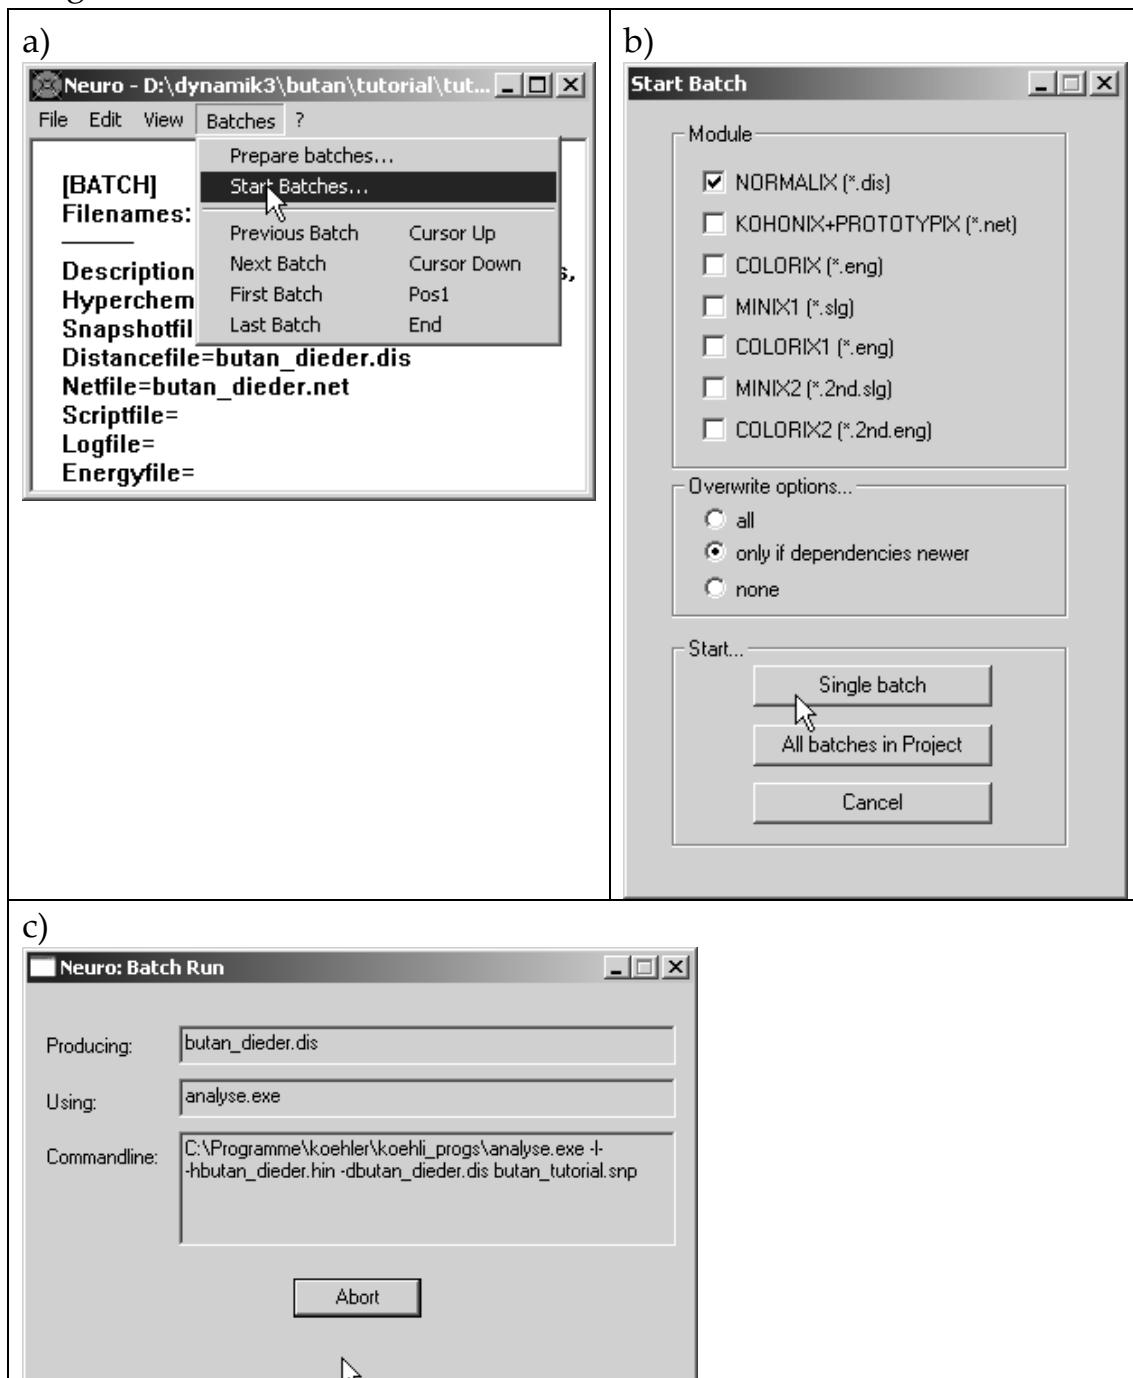 a)
Neuro - D:\dynamik3\butan\tutorial\tut...
File Edit View Batches ?
Prepare batches...
[BATCH]
Start Batches...
Filenames:
Previous Batch Cursor Up
Next Batch Cursor Down
Description s,
First Batch Pos1
Hyperchem
Last Batch End
Snapshotfil
Distancefile=butan_dieder.dis
Netfile=butan_dieder.net
Scriptfile=
Logfile=
Energyfile=
b)
Start Batch
Module
NORMALIX (*.dis)
KOHONIX+PROTOTYPIX (*.net)
COLORIX (*.eng)
MINIX1 (*.slg)
COLORIX1 (*.eng)
MINIX2 (*.2nd.slg)
COLORIX2 (*.2nd.eng)
Overwrite options...
all
only if dependencies newer
none
Start...
Single batch
All batches in Project
Cancel
c)
Neuro: Batch Run
Producing: butan_dieder.dis
Using: analyse.exe
Commandline: C:\Programme\koehler\koehli_progs\analyse.exe -l-
-hbutan_dieder.hin -dbutan_dieder.dis butan_tutorial.snp
Abort